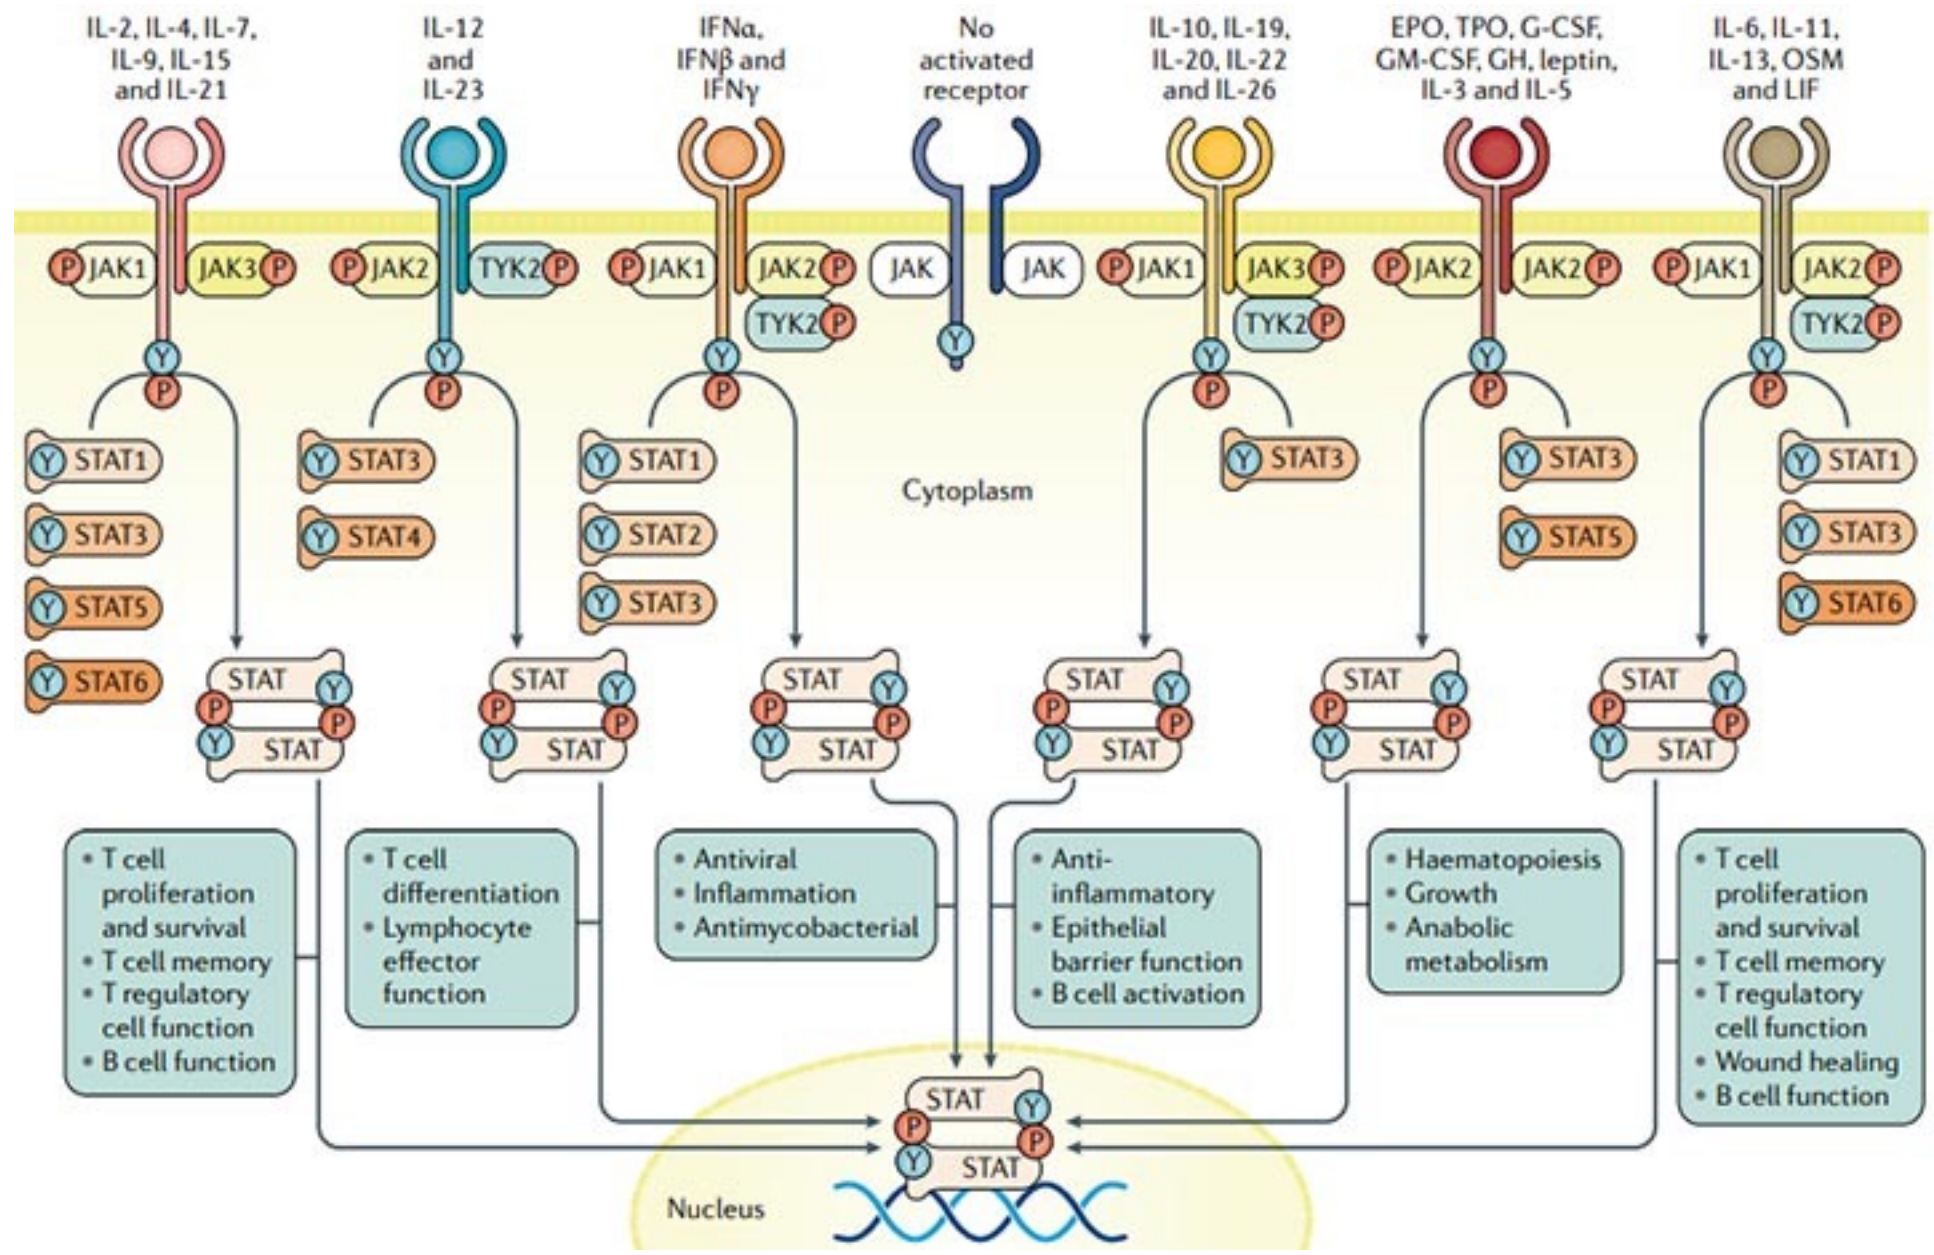 IL-2, IL-4, IL-7,
IL-9, IL-15
and IL-21
IL-12
and
IL-23
IFNα,
IFNβ and
IFNγ
No
activated
receptor
IL-10, IL-19,
IL-20, IL-22
and IL-26
EPO, TPO, G-CSF,
GM-CSF, GH, leptin,
IL-3 and IL-5
IL-6, IL-11,
IL-13, OSM
and LIF
P JAK1
JAK3 P
P JAK2
TYK2 P
P JAK1
JAK2 P
TYK2 P
JAK
JAK
P JAK1
JAK3 P
TYK2 P
P JAK2
JAK2 P
P JAK1
JAK2 P
TYK2 P
Y
P
Y
P
Y
P
Y
Y
P
Y
P
Y
P
Y STAT1
Y STAT3
Y STAT5
Y STAT6
Y STAT3
Y STAT4
Y STAT1
Y STAT2
Y STAT3
Cytoplasm
Y STAT3
Y STAT3
Y STAT5
Y STAT1
Y STAT3
Y STAT6
STAT Y
P P
Y STAT
STAT Y
P P
Y STAT
STAT Y
P P
Y STAT
STAT Y
P P
Y STAT
STAT Y
P P
Y STAT
STAT Y
P P
Y STAT
• T cell
proliferation
and survival
• T cell memory
• T regulatory
cell function
• B cell function
• T cell
differentiation
• Lymphocyte
effector
function
• Antiviral
• Inflammation
• Antimycobacterial
• Anti-
inflammatory
• Epithelial
barrier function
• B cell activation
• Haematopoiesis
• Growth
• Anabolic
metabolism
• T cell
proliferation
and survival
• T cell memory
• T regulatory
cell function
• Wound healing
• B cell function
STAT Y
P P
Y STAT
Nucleus